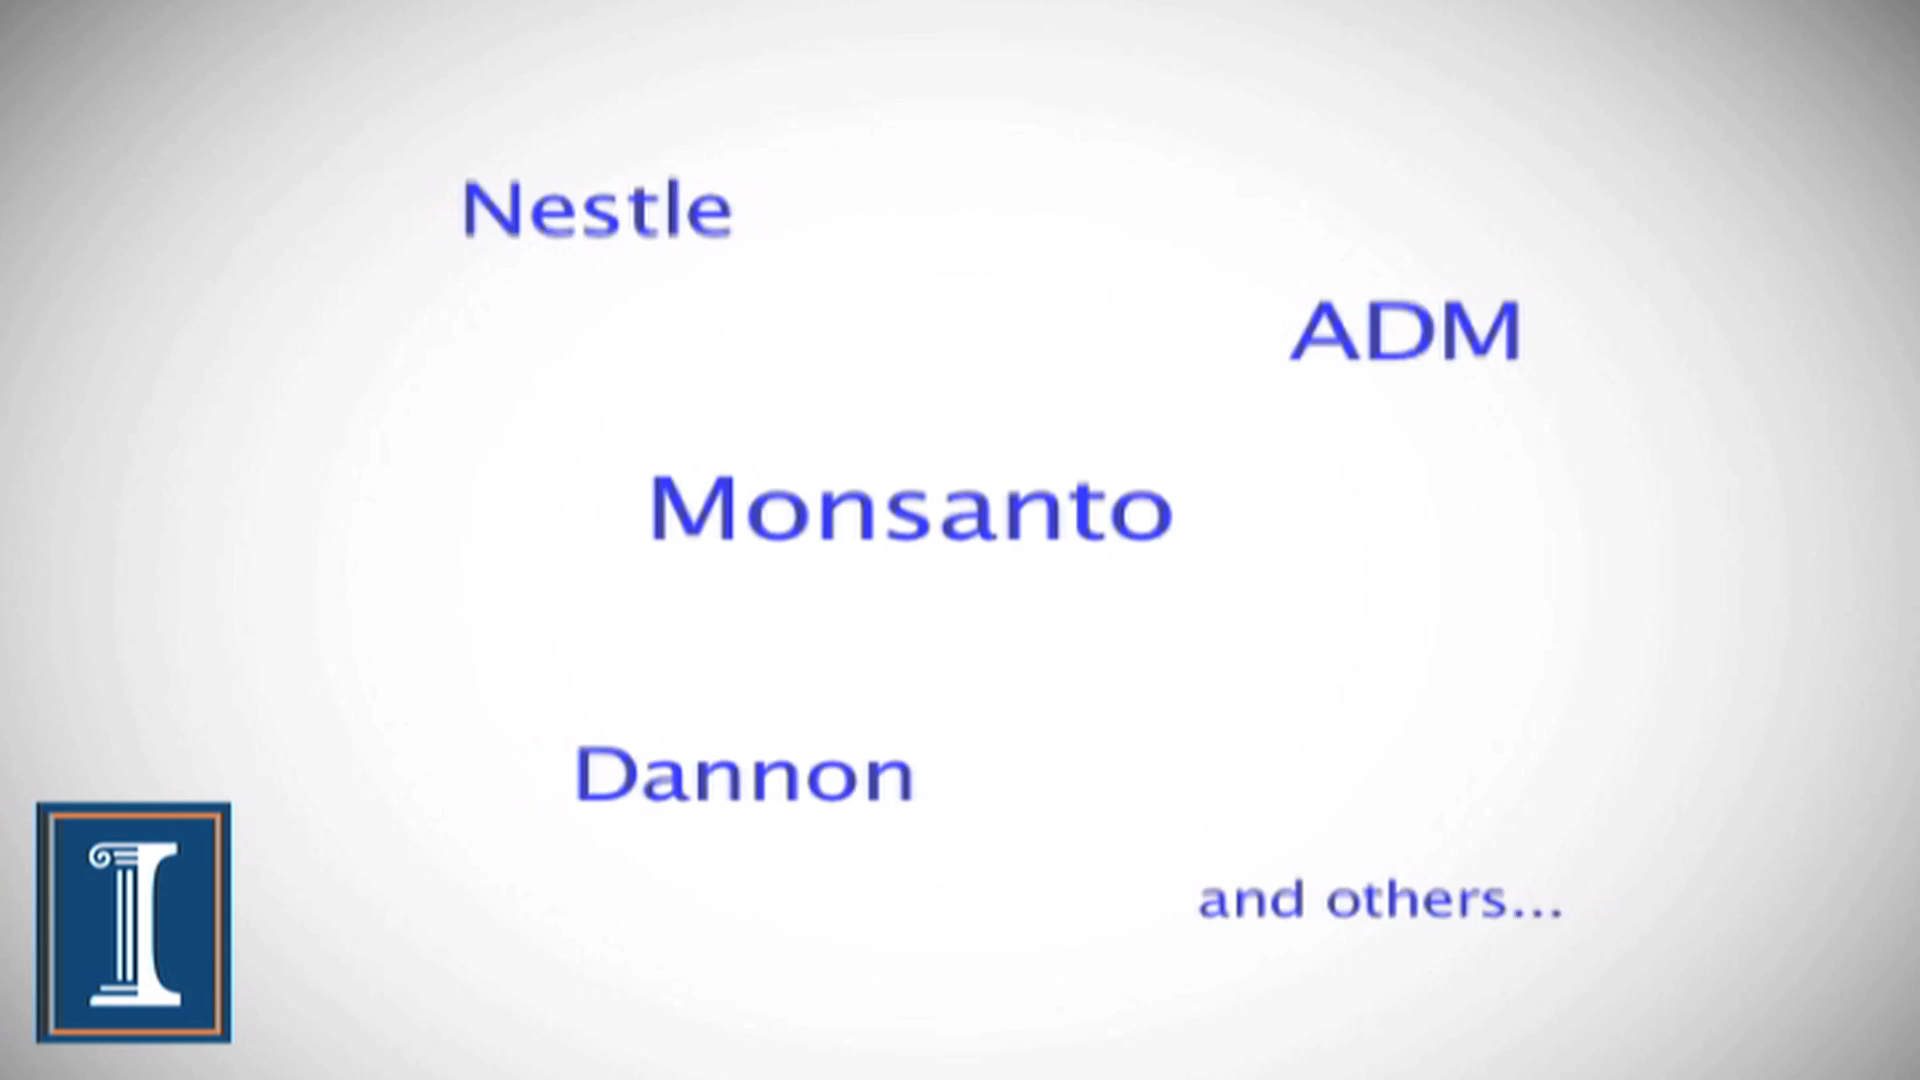 Nestle
ADM
Monsanto
Dannon
and others...
I